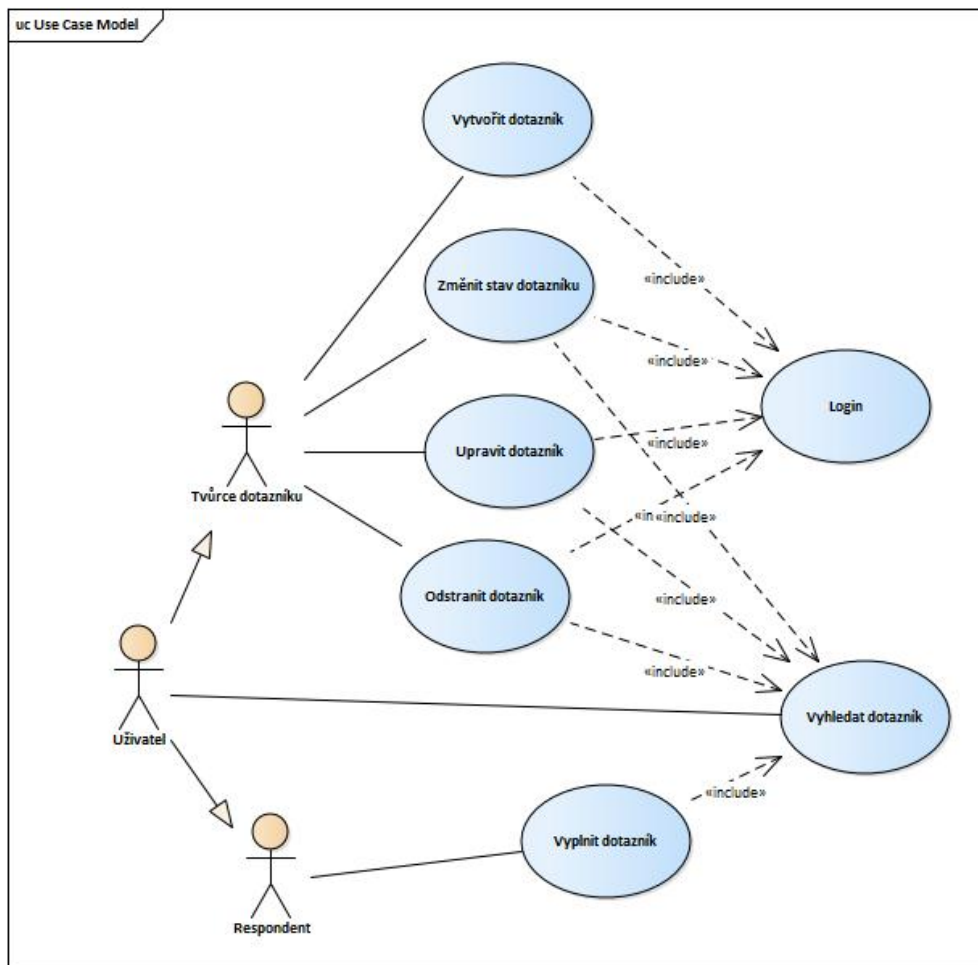 uc Use Case Model
Vytvořit dotazník
Změnit stav dotazníku
«include»
«include»
Login
Upravit dotazník
«include»
Tvůrce dotazníku
«in
«include»
Odstranit dotazník
«include»
«include»
Uživatel
Vyhledat dotazník
«include»
Vyplnit dotazník
Respondent